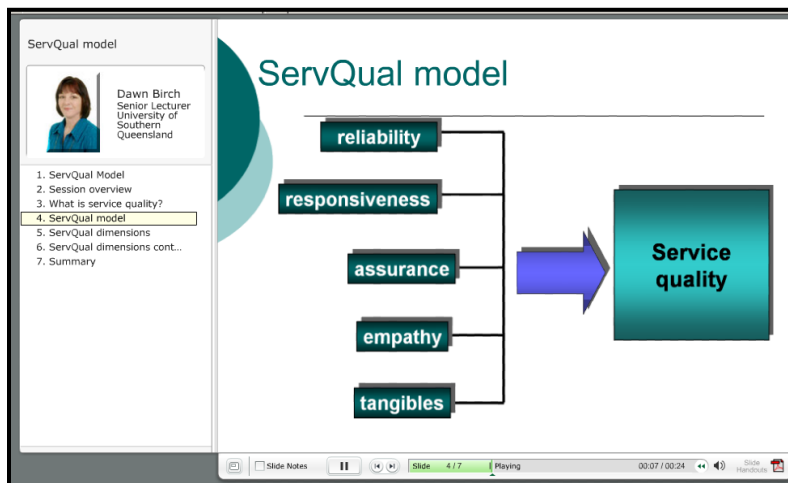 ServQual model
Dawn Birch
Senior Lecturer
University of
Southern
Queensland
1. ServQual Model
2. Session overview
3. What is service quality?
4. ServQual model
5. ServQual dimensions
6. ServQual dimensions cont...
7. Summary
ServQual model
reliability
responsiveness
assurance
empathy
tangibles
Service
quality
Slide Notes
Slide 4 / 7 Playing
00:07 / 00:24
Slide
Handouts